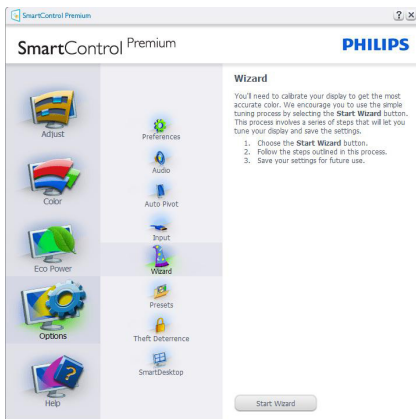 SmartControl Premium
SmartControl Premium
PHILIPS
Adjust
Color
Eco Power
Options
Help
Preferences
Audio
Auto Pivot
Input
Wizard
Presets
Theft Deterrence
SmartDesktop
Wizard
You'll need to calibrate your display to get the most
accurate color. We encourage you to use the simple
tuning process by selecting the Start Wizard button.
This process involves a series of steps that will let you
tune your display and save the settings.
1. Choose the Start Wizard button.
2. Follow the steps outlined in this process.
3. Save your settings for future use.
Start Wizard